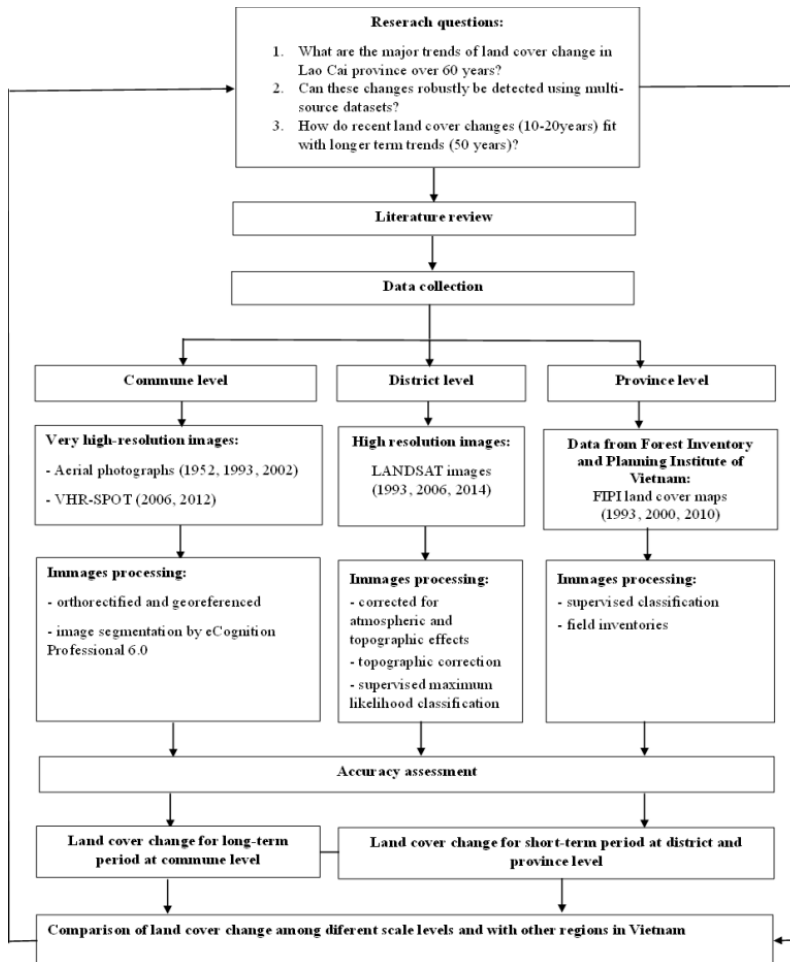 Reserach questions:
1. What are the major trends of land cover change in
Lao Cai province over 60 years?
2. Can these changes robustly be detected using multi-
source datasets?
3. How do recent land cover changes (10-20years) fit
with longer term trends (50 years)?
Literature review
Data collection
Commune level
District level
Province level
Very high-resolution images:
- Aerial photographs (1952, 1993, 2002)
- VHR-SPOT (2006, 2012)
High resolution images:
LANDSAT images
(1993, 2006, 2014)
Data from Forest Inventory
and Planning Institute of
Vietnam:
FIPI land cover maps
(1993, 2000, 2010)
Immages processing:
- orthorectified and georeferenced
- image segmentation by eCognition
Professional 6.0
Immages processing:
- corrected for
atmospheric and
topographic effects
- topographic correction
- supervised maximum
likelihood classification
Immages processing:
- supervised classification
- field inventories
Accuracy assessment
Land cover change for long-term
period at commune level
Land cover change for short-term period at district and
province level
Comparison of land cover change among diferent scale levels and with other regions in Vietnam